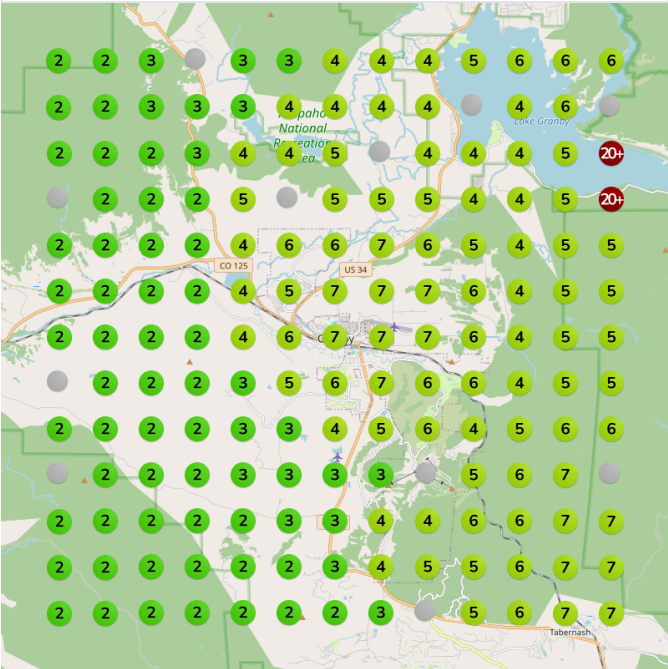 2 2 3 3 3 4 4 4 5 6 6 6
2 2 3 3 3 4 4 4 4 4 6
National
Lake Granby
2 2 2 3 4 4 5 4 4 4 5 20+
2 2 2 5 5 5 5 4 4 5 20+
2 2 2 2 4 6 6 7 6 5 4 5 5
CO 125 US 34
2 2 2 2 4 5 7 7 7 6 4 5 5
2 2 2 2 4 6 7 7 7 6 4 5 5
2 2 2 3 5 6 7 6 6 4 5 5
2 2 2 2 3 3 4 5 6 4 5 6 6
2 2 2 3 3 3 3 5 6 7
2 2 2 2 2 3 3 4 4 6 6 7 7
2 2 2 2 2 2 3 4 5 5 6 7 7
2 2 2 2 2 2 2 3 5 6 7 7
Tabernash